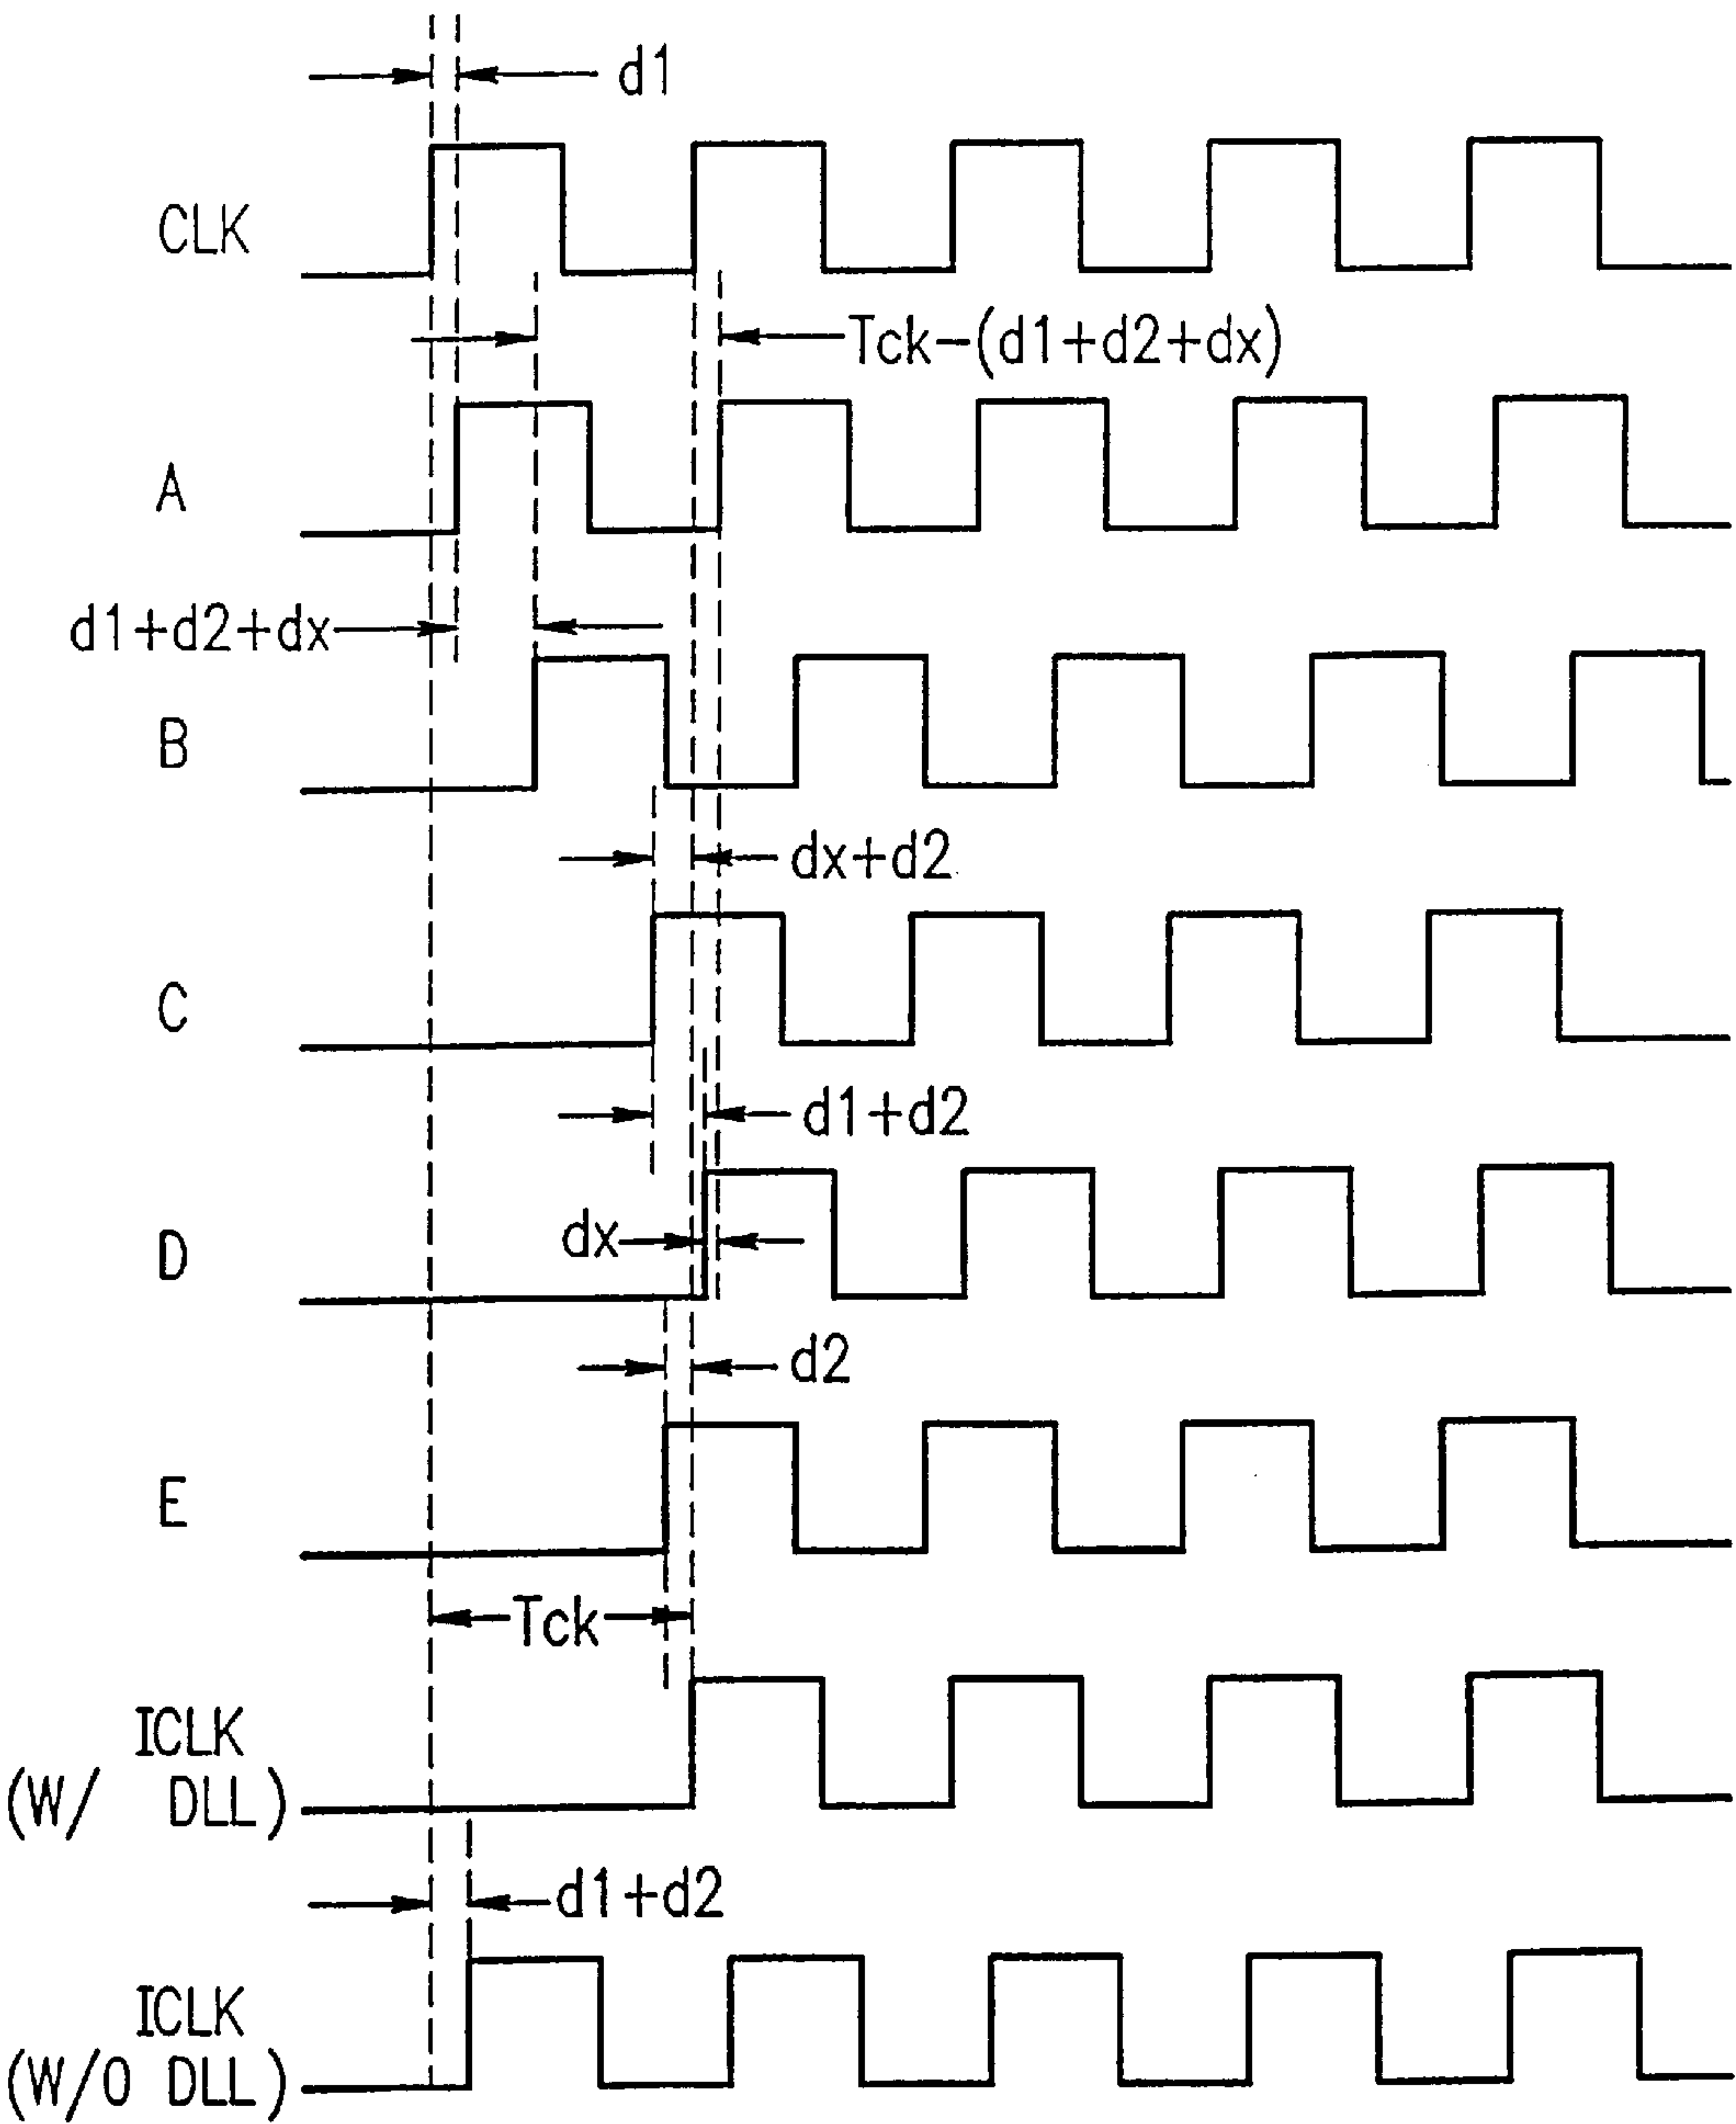 d1
CLK
Tck-(d1+d2+dx)
A
d1+d2+dx
B
dx+d2
C
d1+d2
D
dx
d2
E
Tck
ICLK
(W/ DLL)
d1+d2
ICLK
(W/O DLL)